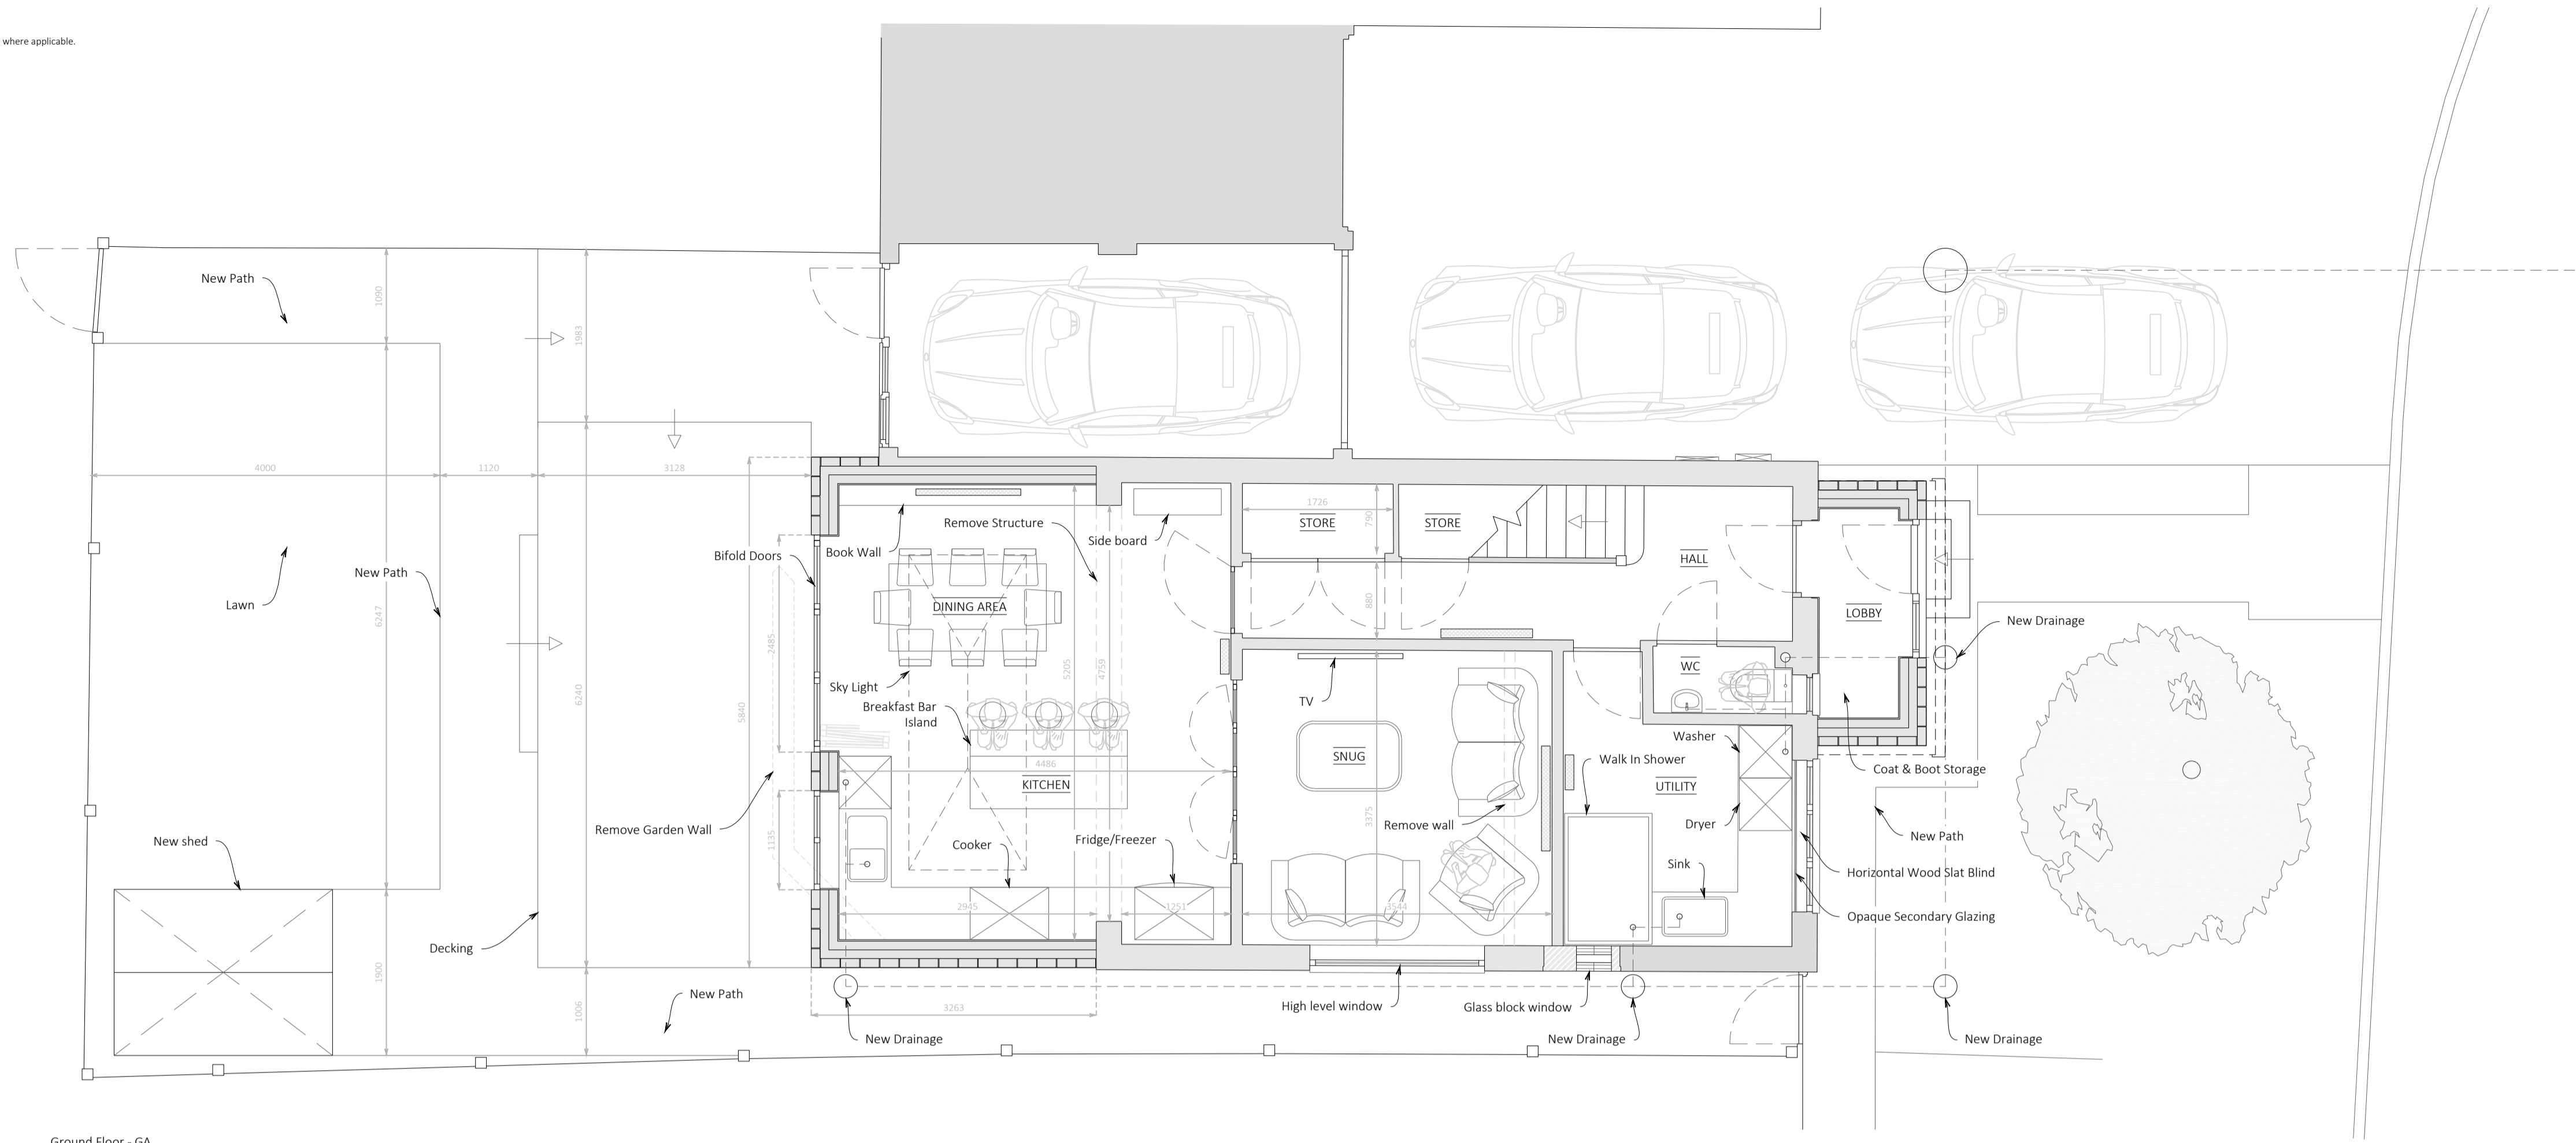 where applicable.
New Path
1090
1983
4000
1120
3128
1726
790
STORE
STORE
Remove Structure
Side board
Book Wall
Bifold Doors
HALL
New Path
Lawn
DINING AREA
880
LOBBY
New Drainage
6247
2485
5205
4759
WC
Sky Light
TV
6240
5840
Breakfast Bar
Island
Washer
SNUG
Walk In Shower
4486
KITCHEN
UTILITY
Coat & Boot Storage
3375
Remove wall
Dryer
Remove Garden Wall
1135
New shed
Cooker
Fridge/Freezer
New Path
Sink
Horizontal Wood Slat Blind
2945
1251
3544
Opaque Secondary Glazing
Decking
1900
New Path
1006
3263
High level window
Glass block window
New Drainage
New Drainage
New Drainage
Ground Floor - GA